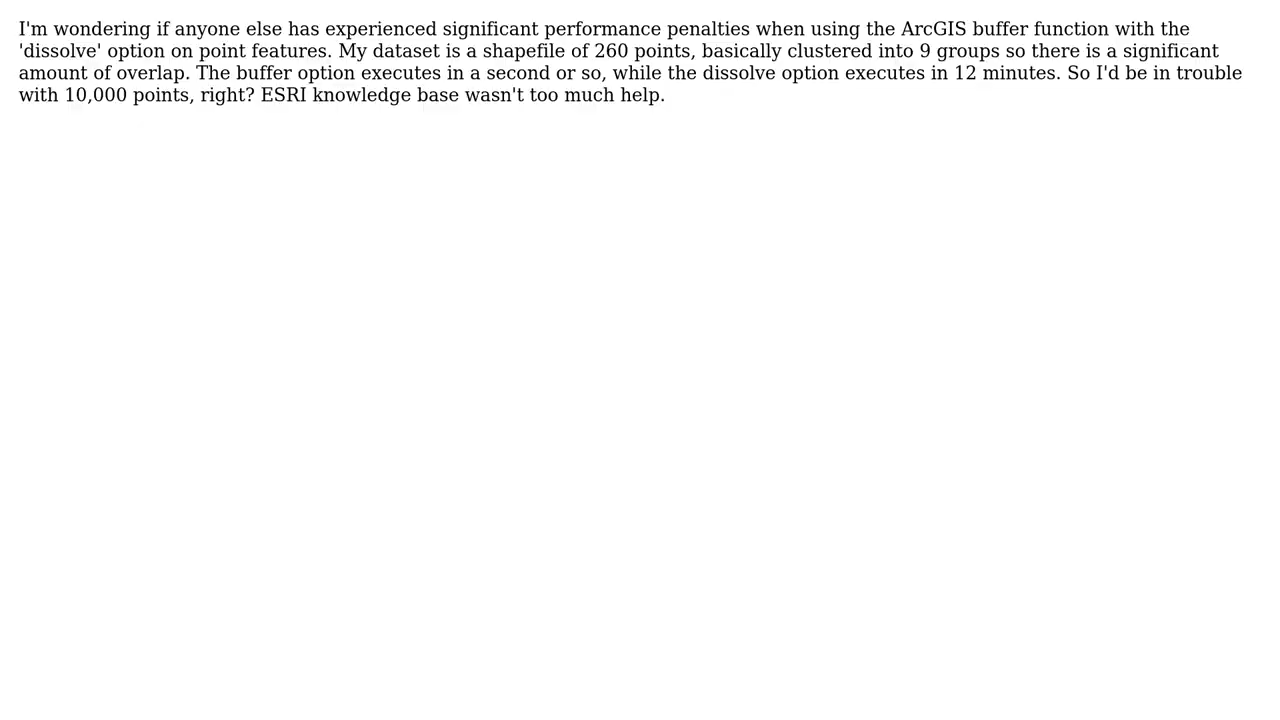 I'm wondering if anyone else has experienced significant performance penalties when using the ArcGIS buffer function with the
'dissolve' option on point features. My dataset is a shapefile of 260 points, basically clustered into 9 groups so there is a significant
amount of overlap. The buffer option executes in a second or so, while the dissolve option executes in 12 minutes. So I'd be in trouble
with 10,000 points, right? ESRI knowledge base wasn't too much help.